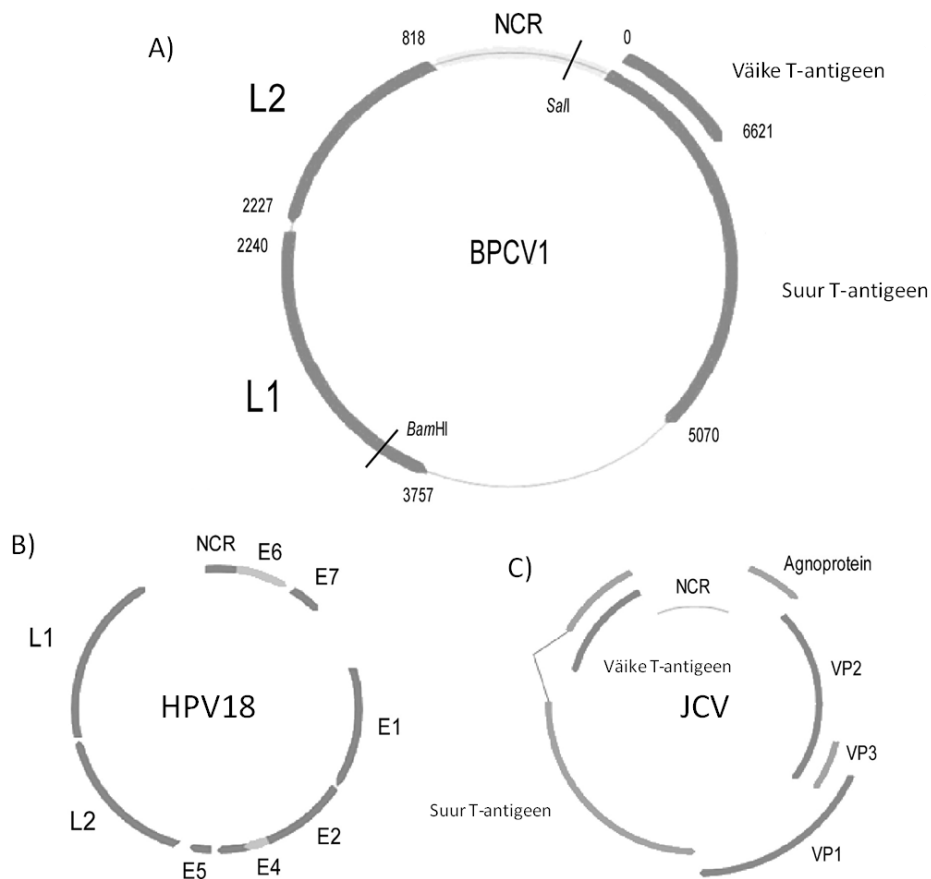 A)
818
NCR
0
Väike T-antigeen
L2
SalI
6621
2227
2240
BPCV1
Suur T-antigeen
L1
BamHI
5070
3757
B)
NCR
E6
E7
L1
HPV18
E1
L2
E2
E5
E4
C)
Agnoprotein
NCR
Väike T-antigeen
VP2
JCV
VP3
Suur T-antigeen
VP1